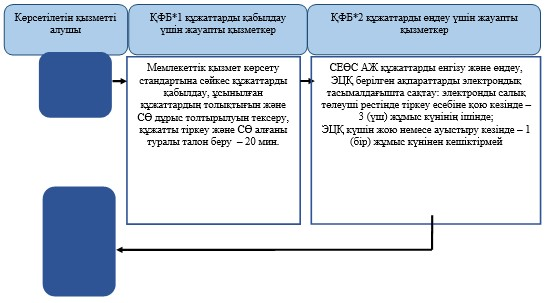 Көрсетілетін қызметті
алушы
ҚФБ*1 құжаттарды қабылдау
үшін жауапты қызметкер
ҚФБ*2 құжаттарды өңдеу үшін жауапты
қызметкер
Мемлекеттік қызмет көрсету
стандартына сәйкес құжаттарды
қабылдау, ұсынылған
құжаттардың толықтығын және
СӨ дұрыс толтырылуын тексеру,
құжатты тіркеу және СӨ алғаны
туралы талон беру – 20 мин.
СЕӨС АЖ құжаттарды енгізу және өңдеу,
ЭЦҚ берілген ақпараттарды электрондық
тасымалдағышта сақтау: электронды салық
төлеуші рестінде тіркеу есебіне қою кезінде –
3 (үш) жұмыс күнінің ішінде;
ЭЦҚ күшін жою немесе ауыстыру кезінде – 1
(бір) жұмыс күнінен кешіктірмей